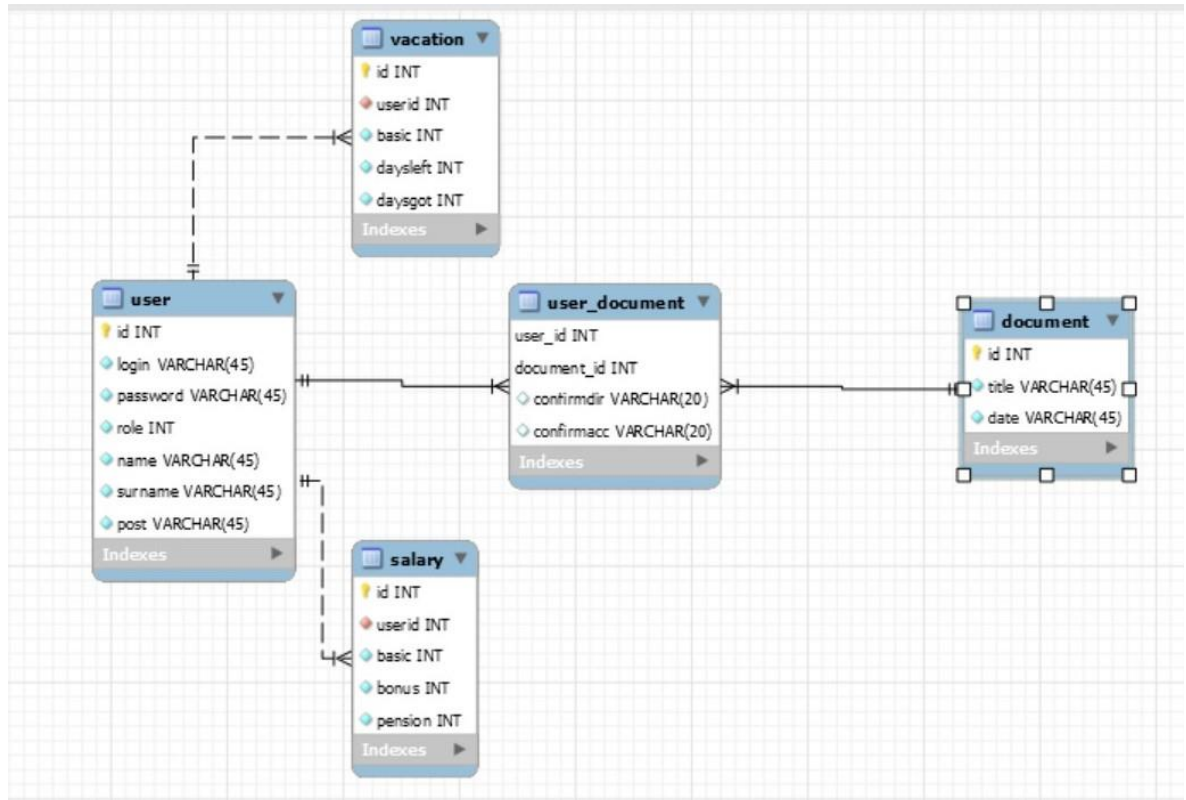 vacation
id INT
userid INT
basic INT
daysleft INT
daysgot INT
Indexes
user
id INT
login VARCHAR(45)
password VARCHAR(45)
role INT
name VARCHAR(45)
surname VARCHAR(45)
post VARCHAR(45)
Indexes
user_document
user_id INT
document_id INT
confirmdir VARCHAR(20)
confirmacc VARCHAR(20)
Indexes
document
id INT
title VARCHAR(45)
date VARCHAR(45)
Indexes
salary
id INT
userid INT
basic INT
bonus INT
pension INT
Indexes